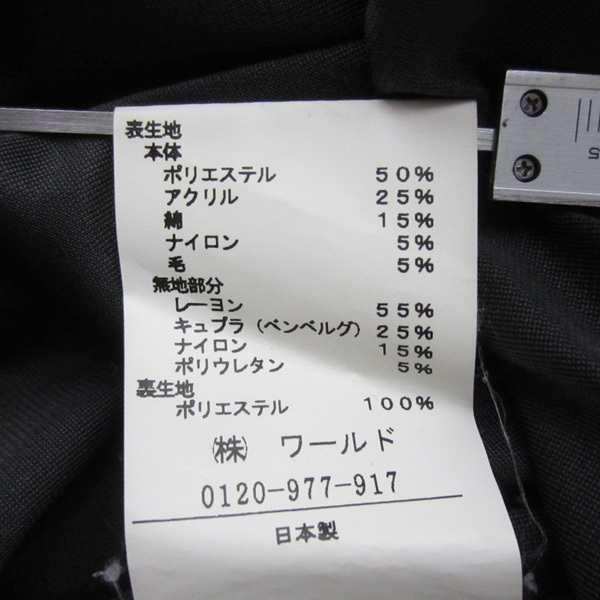 表生地
本体
ポリエステル 50%
アクリル 25%
綿 15%
ナイロン 5%
毛 5%
無地部分
レーヨン 55%
キュプラ（ベンベルグ）25%
ナイロン 15%
ポリウレタン 5%
裏生地
ポリエステル 100%
㈱ ワールド
0120-977-917
日本製
5